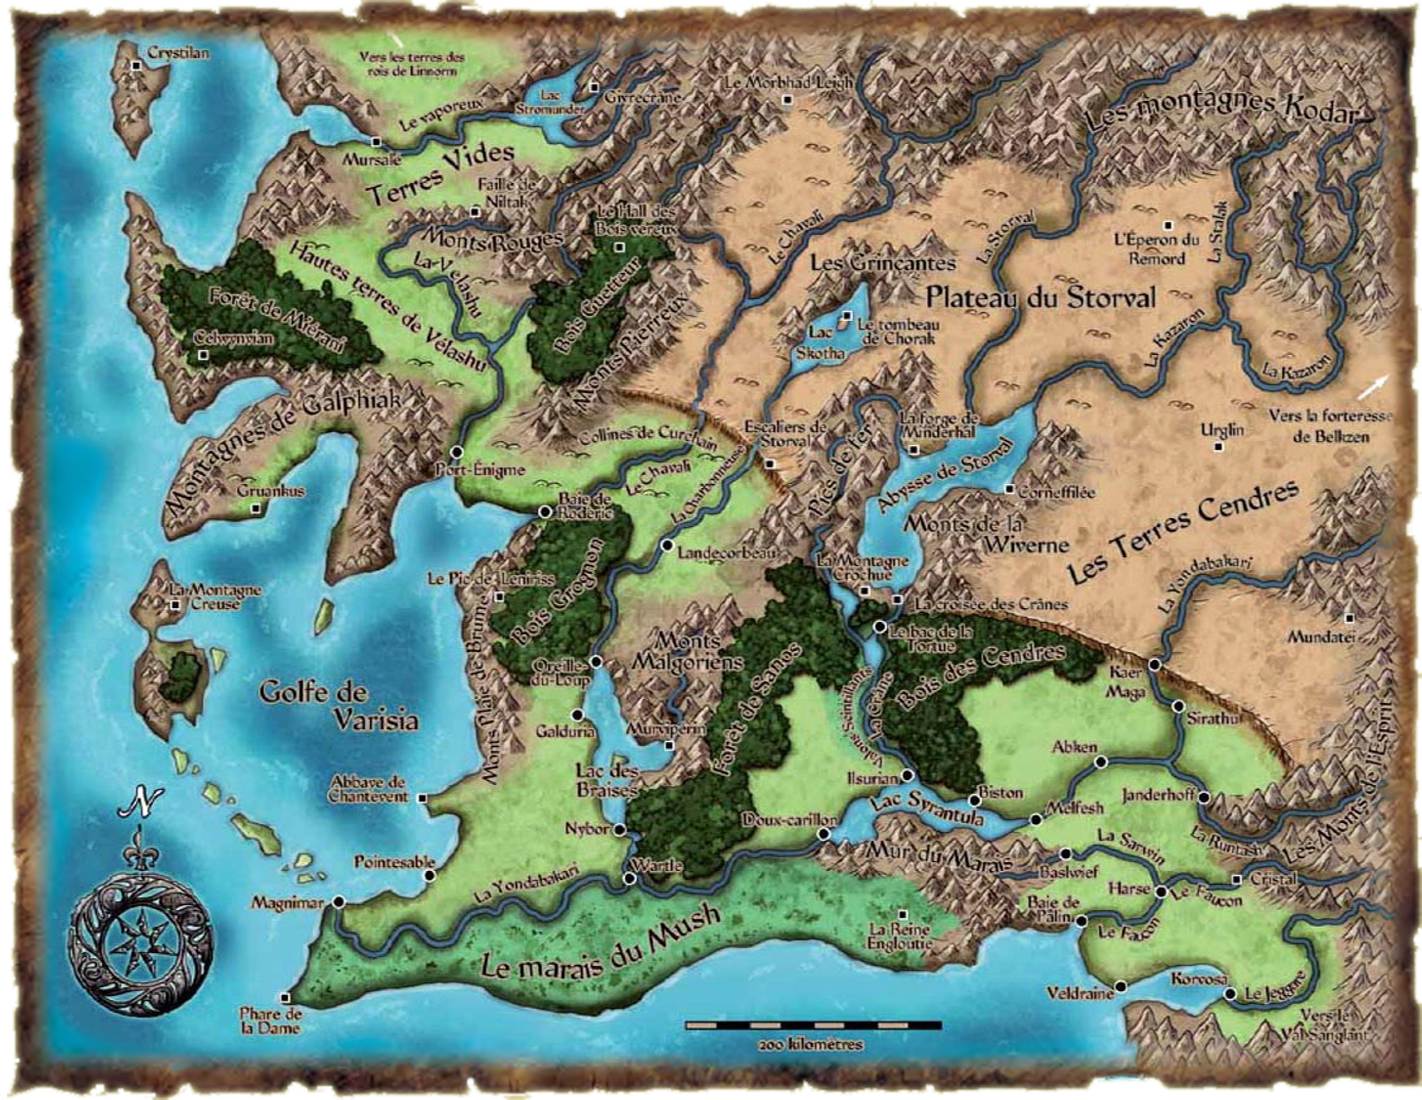 Crystilan
Vers les terres des
rois de Linnorm
Lac
Stromunder
Givrecrâne
Le Morbhad Leigh
Les montagnes Kodar
Le vaporeux
Mursale
Terres Vides
Faille de
Niltak
Le Hall des
Bois véreux
Monts Rouges
Le Chavali
La Storval
L'Éperon du
Remord
La Stalak
Hautes terres de Vélashu
La Velashu
Les Grinçantes
Plateau du Storval
Forêt de Miérani
Celwynvian
Bois Guetteur
Monts Pierreux
Lac
Skotha
Le tombeau
de Chorak
La Kazaron
La Kazaron
Vers la forteresse
de Belkzen
Montagnes de Galphiak
Collines de Curchain
Escaliers de
Storval
La forge de
Minderhal
Urglin
Port-Énigme
Gruankus
Le Chavali
La Charbonneuse
Pics de fer
Abysse de Storval
Corneffilée
Baie de
Roderic
Landecorbeau
Monts de la
Wiverne
Les Terres Cendres
La Montagne
Creuse
Le Pic de Leniriss
Bois Grognon
La Montagne
Crochue
La croisée des Crânes
La Yondabakari
Mundatei
Monts Plaie de Brume
Oreille-
du-Loup
Monts
Malgoriens
Forêt de sanos
Le bac de la
Tortue
Bois des Cendres
Kaer
Maga
Sirathu
Golfe de
Varisia
Galduria
Murviperin
Valons Scintillants
La Crâne
Abken
Les Monts de l'Esprit
N
Abbaye de
Chantevent
Lac des
Braises
Ilsurian
Biston
Janderhoff
Nybor
Doux-carillon
Lac Syrantula
Melfesh
La Runtash
Pointesable
Wartle
Mur du Marais
La Sarwin
Baslwief
Cristal
Magnimar
La Yondabakari
Harse
Le Faucon
Baie de
Pâlin
Le Faucon
Le marais du Mush
La Reine
Engloutie
Phare de
la Dame
Veldraine
Korvosa
Le Jeggare
Vers le
Val Sanglant
200 kilomètres